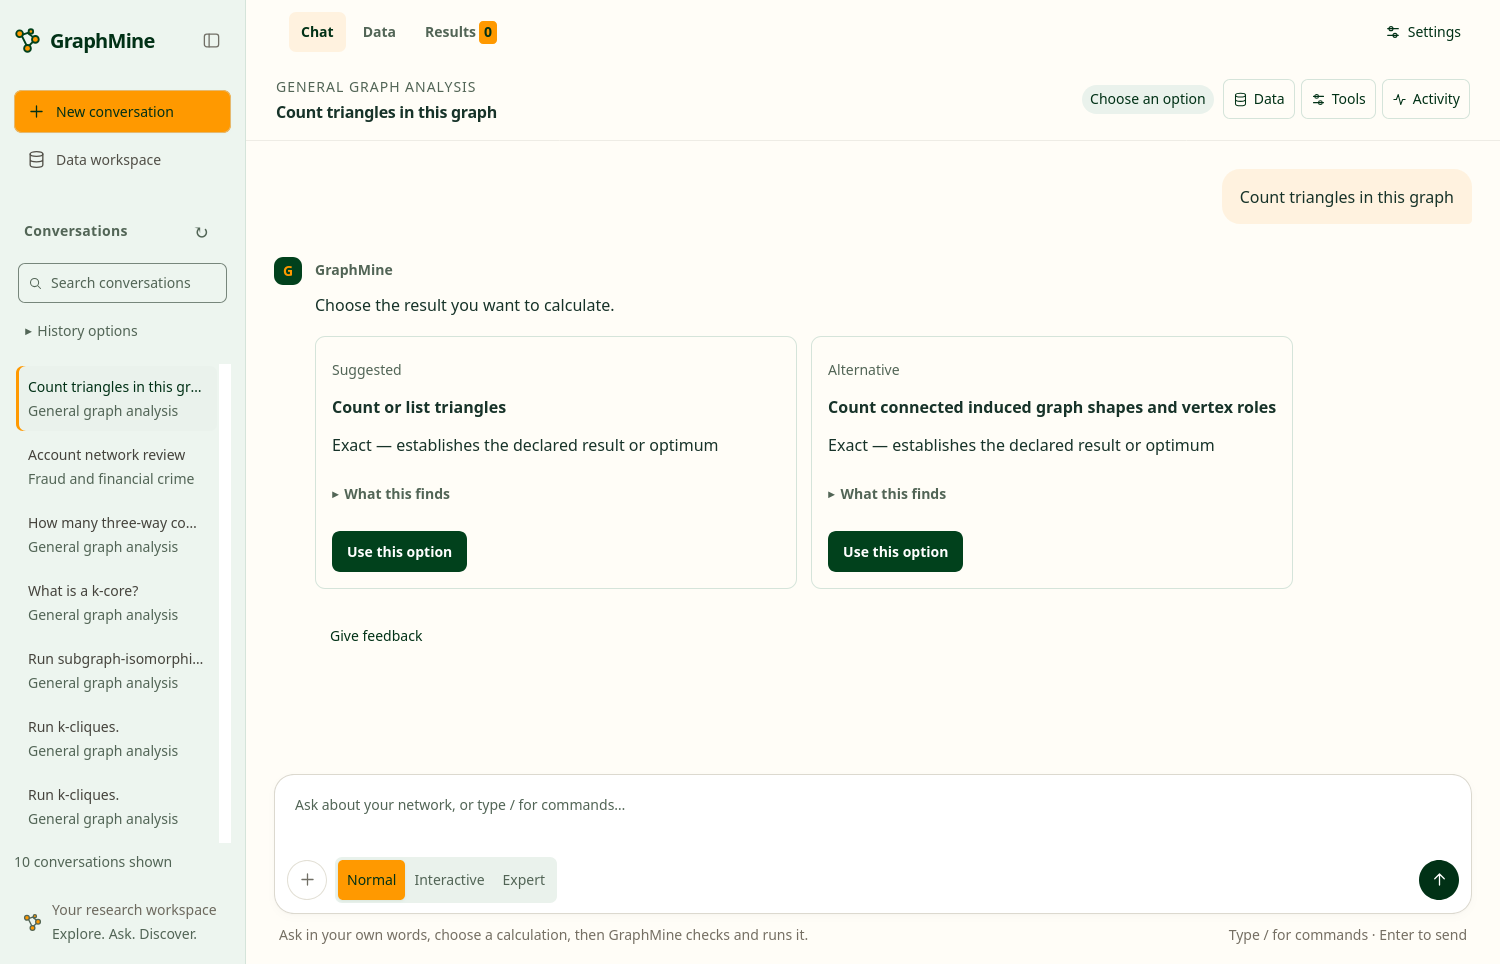 GraphMine
New conversation
Data workspace
Conversations
Search conversations
▸ History options
Count triangles in this gr...
General graph analysis
Account network review
Fraud and financial crime
How many three-way co...
General graph analysis
What is a k-core?
General graph analysis
Run subgraph-isomorphi...
General graph analysis
Run k-cliques.
General graph analysis
Run k-cliques.
General graph analysis
10 conversations shown
Your research workspace
Explore. Ask. Discover.
Chat Data Results 0 Settings
GENERAL GRAPH ANALYSIS
Count triangles in this graph
Choose an option Data Tools Activity
Count triangles in this graph
G GraphMine
Choose the result you want to calculate.
Suggested
Count or list triangles
Exact — establishes the declared result or optimum
▸ What this finds
Use this option
Alternative
Count connected induced graph shapes and vertex roles
Exact — establishes the declared result or optimum
▸ What this finds
Use this option
Give feedback
Ask about your network, or type / for commands...
Normal Interactive Expert
Ask in your own words, choose a calculation, then GraphMine checks and runs it.
Type / for commands · Enter to send